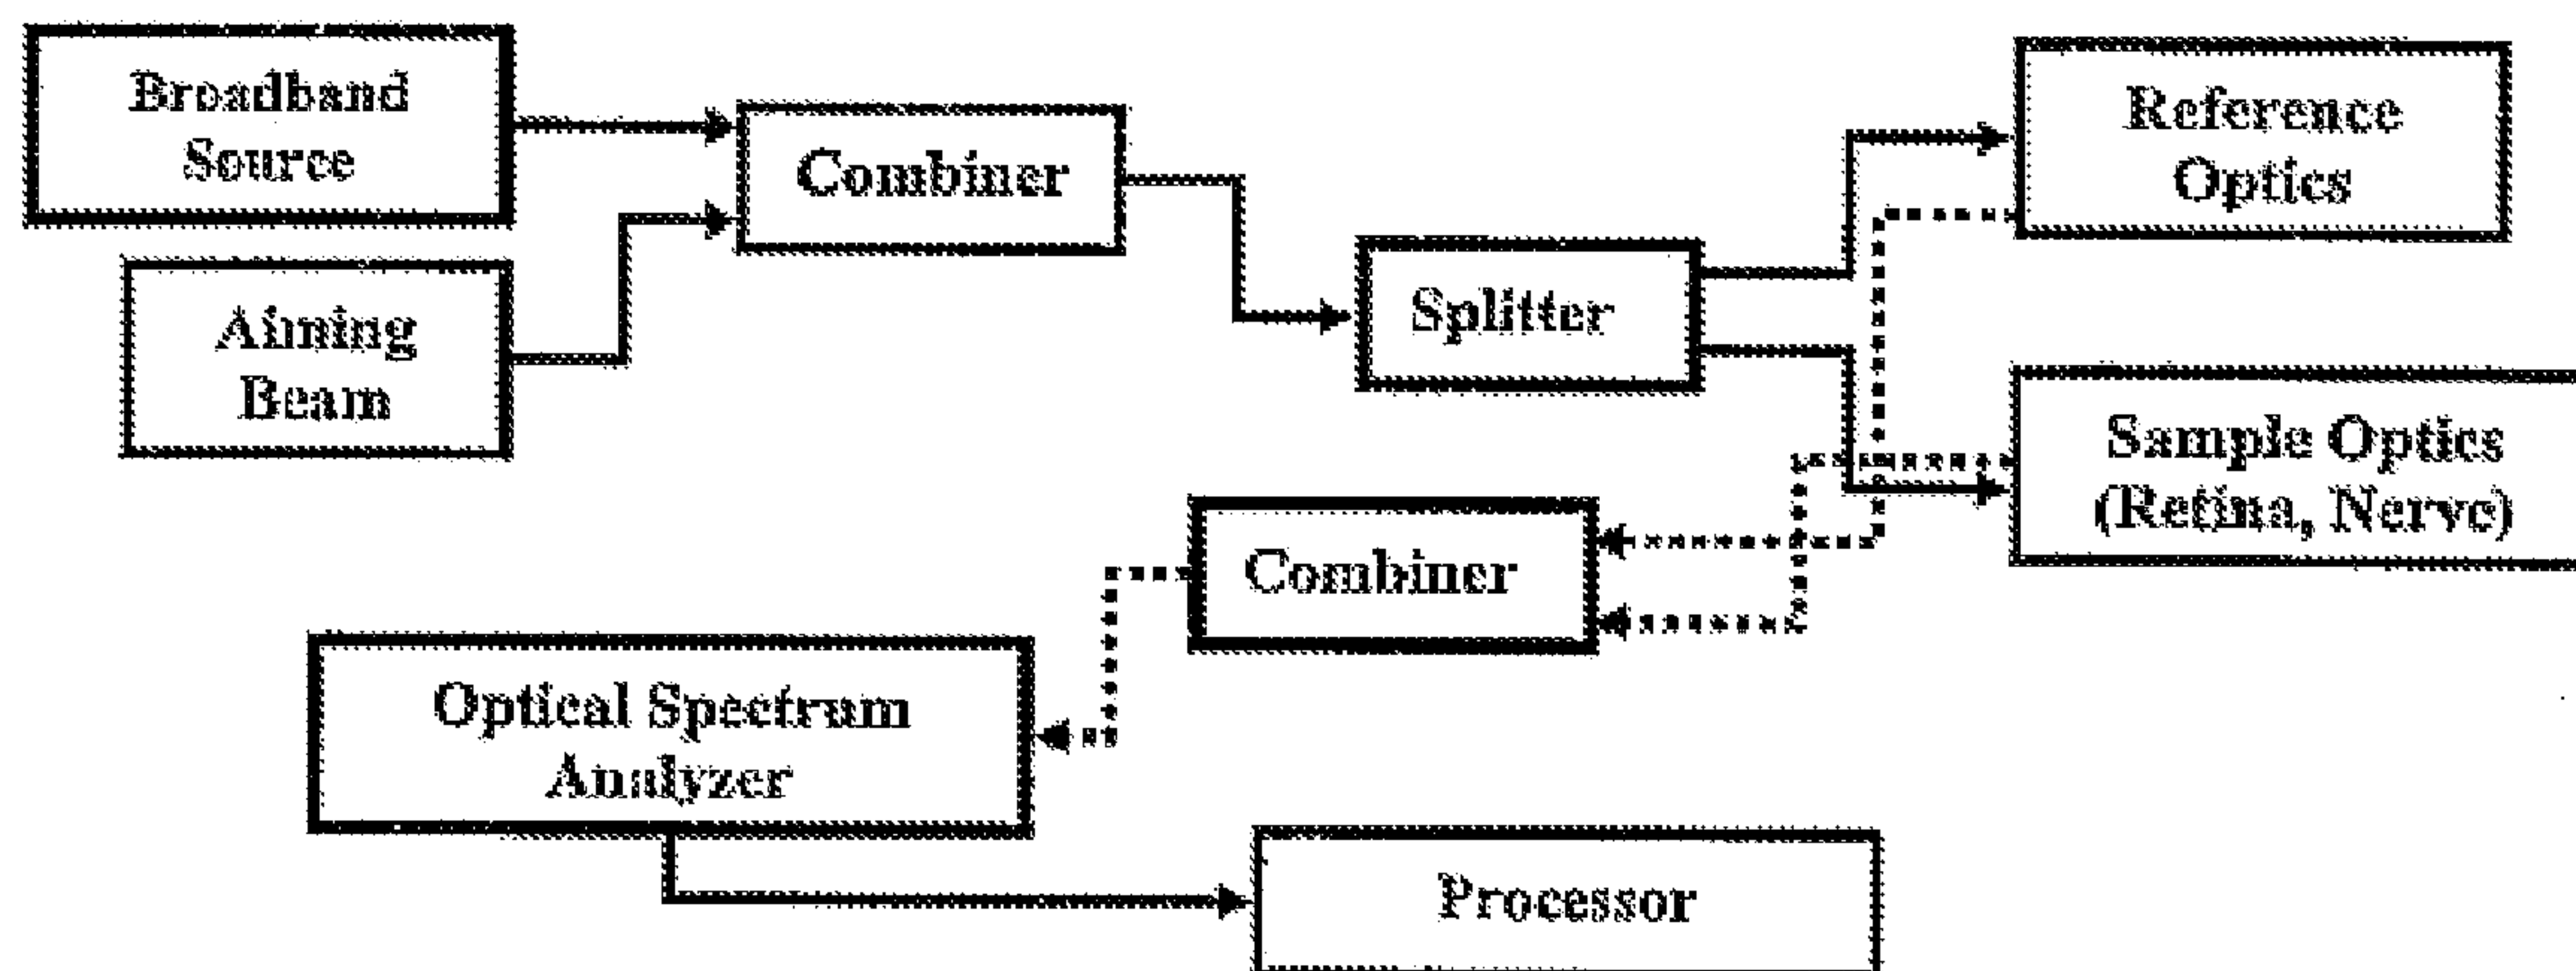 Broadband
Source
Aiming
Beam
Combiner
Splitter
Reference
Optics
Sample Optics
(Retina, Nerve)
Combiner
Optical Spectrum
Analyzer
Processor